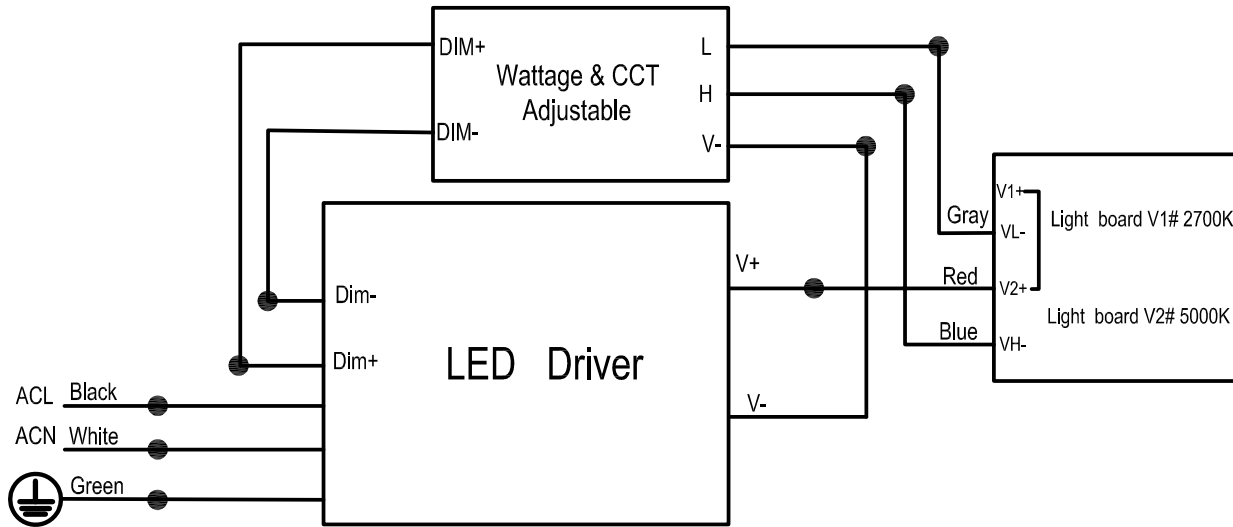 DIM+
L
Wattage & CCT
Adjustable
H
DIM-
V-
V1+
Gray
VL-
Light board V1# 2700K
V+
Red
V2+
Dim-
Light board V2# 5000K
Blue
VH-
LED Driver
Dim+
ACL
Black
V-
ACN
White
Green